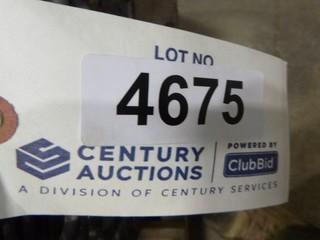 LOT NO
4675
CENTURY AUCTIONS
POWERED BY
ClubBid
A DIVISION OF CENTURY SERVICES